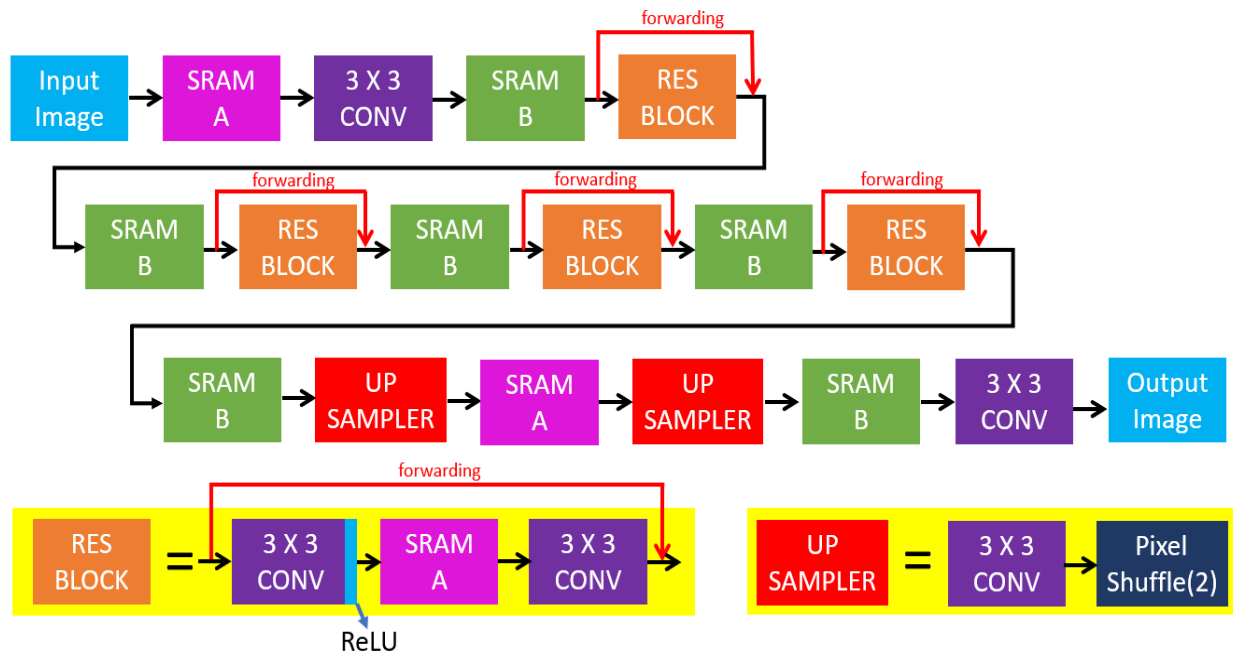 forwarding
Input
Image
SRAM
A
3 X 3
CONV
SRAM
B
RES
BLOCK
forwarding
forwarding
forwarding
SRAM
B
RES
BLOCK
SRAM
B
RES
BLOCK
SRAM
B
RES
BLOCK
SRAM
B
UP
SAMPLER
SRAM
A
UP
SAMPLER
SRAM
B
3 X 3
CONV
Output
Image
forwarding
RES
BLOCK
=
3 X 3
CONV
SRAM
A
3 X 3
CONV
ReLU
UP
SAMPLER
=
3 X 3
CONV
Pixel
Shuffle(2)